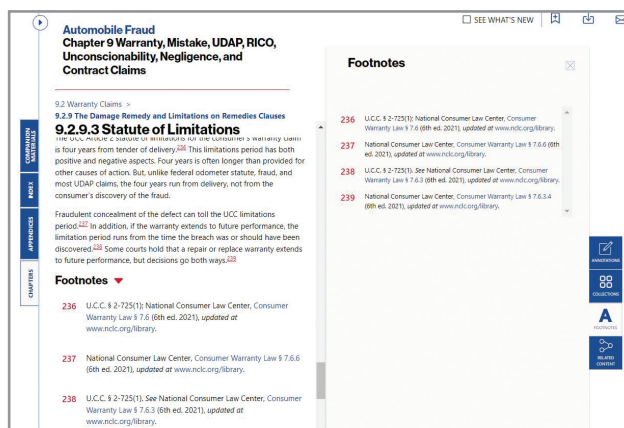 SEE WHAT'S NEW
Automobile Fraud
Chapter 9 Warranty, Mistake, UDAP, RICO,
Unconscionability, Negligence, and
Contract Claims
9.2 Warranty Claims >
9.2.9 The Damage Remedy and Limitations on Remedies Clauses
9.2.9.3 Statute of Limitations
The UCC Article 2 statute of limitations for the consumer's warranty claim
is four years from tender of delivery.236 This limitations period has both
positive and negative aspects. Four years is often longer than provided for
other causes of action. But, unlike federal odometer statute, fraud, and
most UDAP claims, the four years run from delivery, not from the
consumer's discovery of the fraud.
Fraudulent concealment of the defect can toll the UCC limitations
period.237 In addition, if the warranty extends to future performance, the
limitation period runs from the time the breach was or should have been
discovered.238 Some courts hold that a repair or replace warranty extends
to future performance, but decisions go both ways.239
Footnotes
236 U.C.C. § 2-725(1); National Consumer Law Center, Consumer
Warranty Law § 7.6 (6th ed. 2021), updated at
www.nclc.org/library.
237 National Consumer Law Center, Consumer Warranty Law § 7.6.6
(6th ed. 2021), updated at www.nclc.org/library.
238 U.C.C. § 2-725(1). See National Consumer Law Center, Consumer
Warranty Law § 7.6.3 (6th ed. 2021), updated at
www.nclc.org/library.
Footnotes
236 U.C.C. § 2-725(1); National Consumer Law Center, Consumer
Warranty Law § 7.6 (6th ed. 2021), updated at www.nclc.org/library.
237 National Consumer Law Center, Consumer Warranty Law § 7.6.6 (6th
ed. 2021), updated at www.nclc.org/library.
238 U.C.C. § 2-725(1). See National Consumer Law Center, Consumer
Warranty Law § 7.6.3 (6th ed. 2021), updated at www.nclc.org/library.
239 National Consumer Law Center, Consumer Warranty Law § 7.6.3.4
(6th ed. 2021), updated at www.nclc.org/library.
COMPANION
MATERIALS
INDEX
APPENDICES
CHAPTERS
ANNOTATIONS
COLLECTIONS
A
FOOTNOTES
RELATED
CONTENT